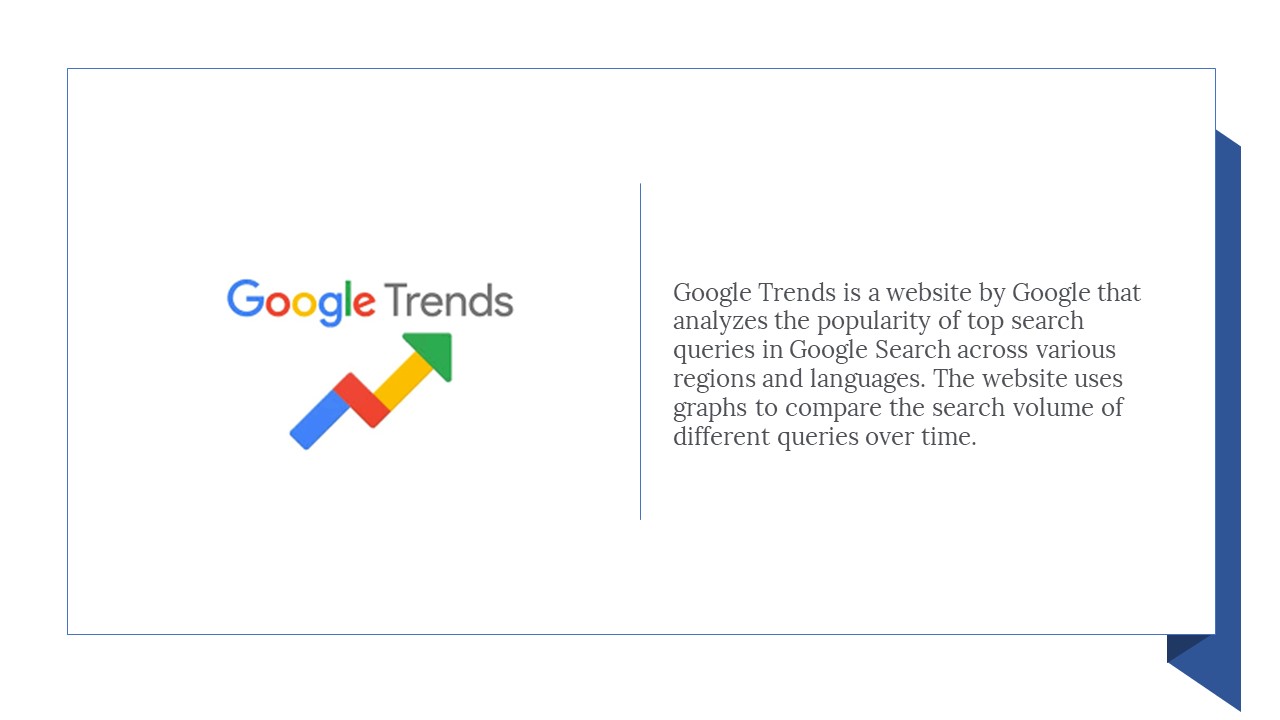 Google Trends
Google Trends is a website by Google that
analyzes the popularity of top search
queries in Google Search across various
regions and languages. The website uses
graphs to compare the search volume of
different queries over time.